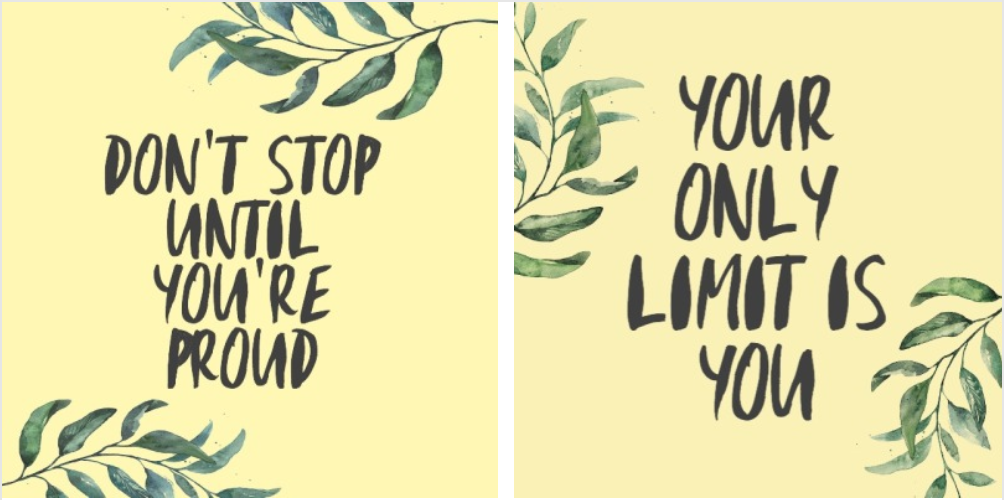 DON'T STOP
UNTIL
YOU'RE
PROUD
YOUR
ONLY
LIMIT IS
YOU